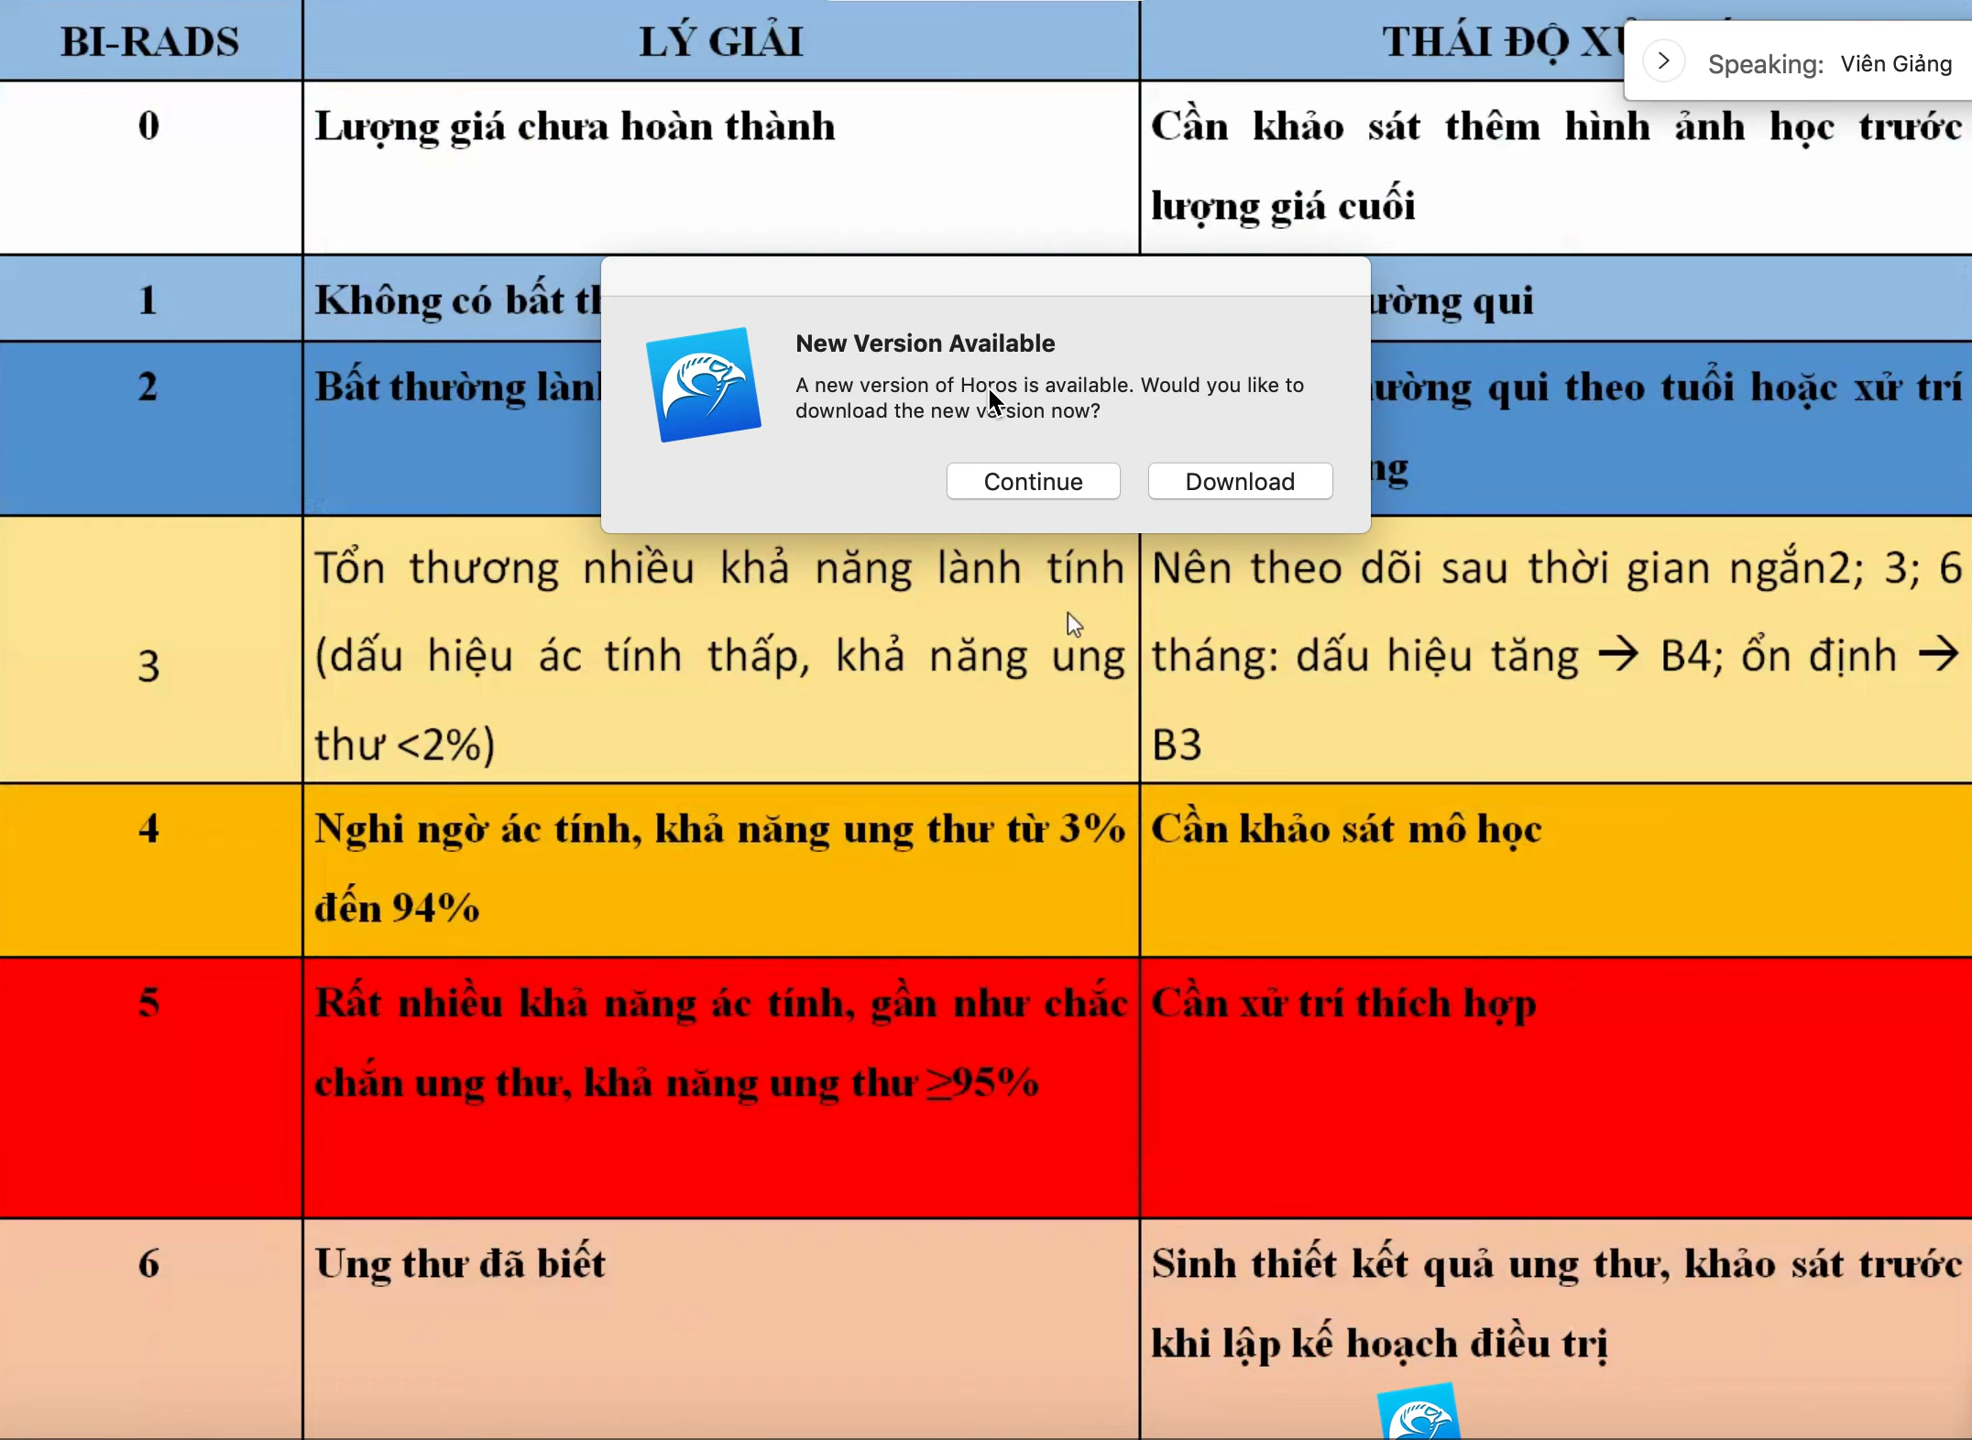 BI-RADS
LÝ GIẢI
THÁI ĐỘ
Speaking: Viên Giảng
0
Lượng giá chưa hoàn thành
Cần khảo sát thêm hình ảnh học trước
lượng giá cuối
1
Không có bất
qui
2
Bất thường
qui theo tuổi hoặc xử trí
New Version Available
A new version of Horos is available. Would you like to
download the new version now?
Continue
Download
3
Tổn thương nhiều khả năng lành tính
(dấu hiệu ác tính thấp, khả năng ung
thư <2%)
Nên theo dõi sau thời gian ngắn2; 3; 6
tháng: dấu hiệu tăng → B4; ổn định →
B3
4
Nghi ngờ ác tính, khả năng ung thư từ 3%
đến 94%
Cần khảo sát mô học
5
Rất nhiều khả năng ác tính, gần như chắc
chắn ung thư, khả năng ung thư ≥95%
Cần xử trí thích hợp
6
Ung thư đã biết
Sinh thiết kết quả ung thư, khảo sát trước
khi lập kế hoạch điều trị